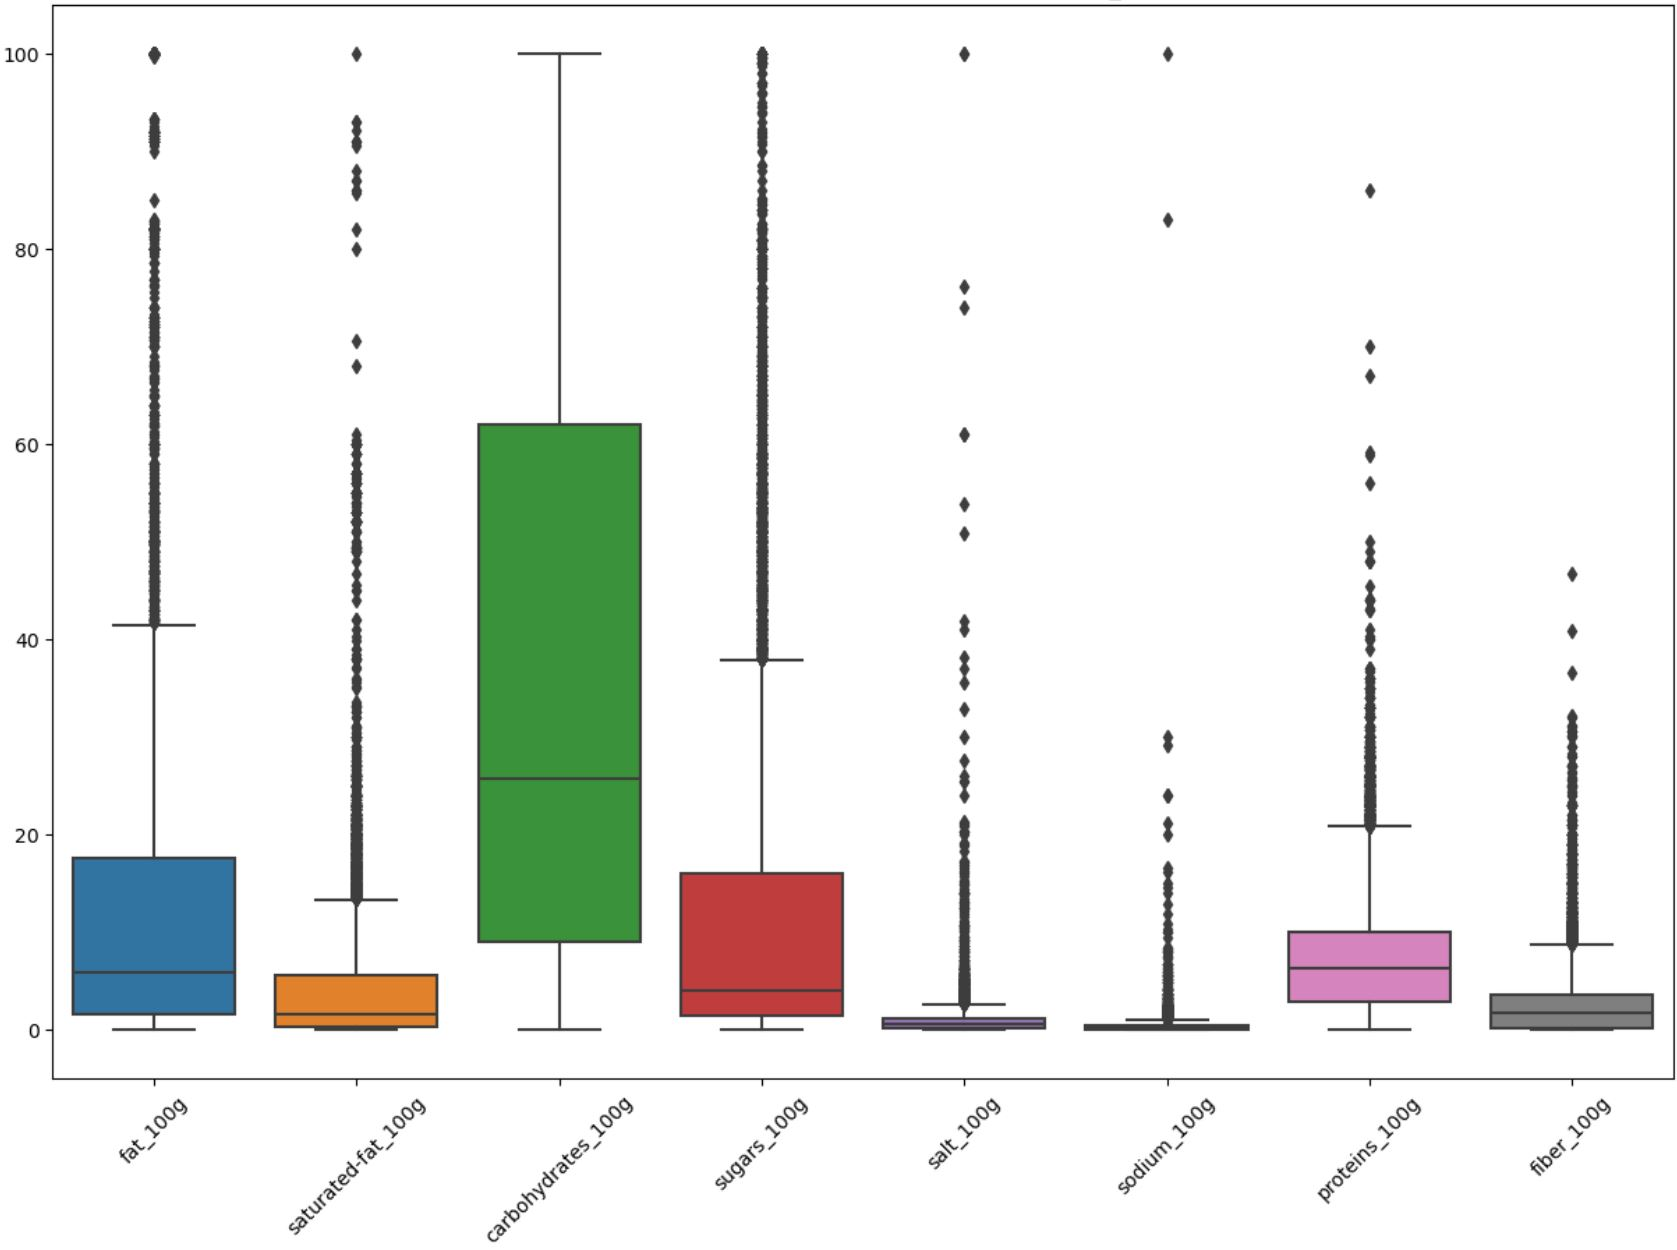 100
80
60
40
20
0
fat_100g
saturated-fat_100g
carbohydrates_100g
sugars_100g
salt_100g
sodium_100g
proteins_100g
fiber_100g